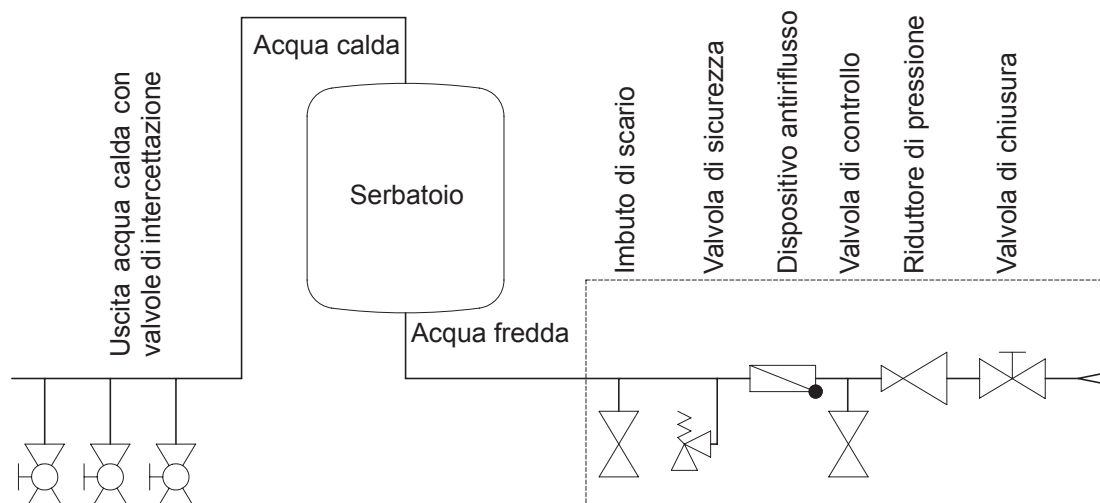 Acqua calda
Uscita acqua calda con
valvole di intercettazione
Serbatoio
Acqua fredda
Imbuto di scario
Valvola di sicurezza
Dispositivo antiriflusso
Valvola di controllo
Riduttore di pressione
Valvola di chiusura